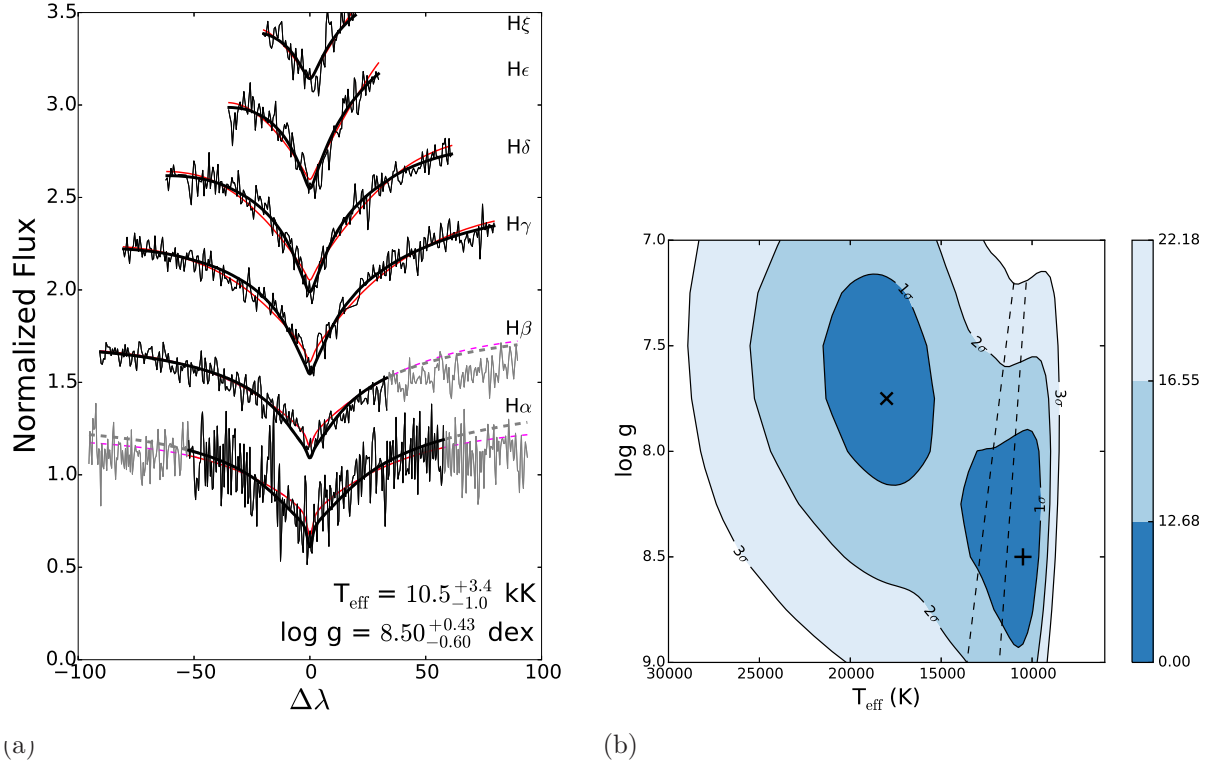 3.5
3.0
2.5
2.0
1.5
1.0
0.5
0.0
Normalized Flux
Hξ
Hϵ
Hδ
Hγ
Hβ
Hα
T_eff = 10.5^{+3.4}_{−1.0} kK
log g = 8.50^{+0.43}_{−0.60} dex
−100 −50 0 50 100
Δλ
(a)
7.0
7.5
8.0
8.5
9.0
log g
1σ
2σ
3σ
1σ
3σ
2σ
30000 25000 20000 15000 10000
T_eff (K)
22.18
16.55
12.68
0.00
(b)